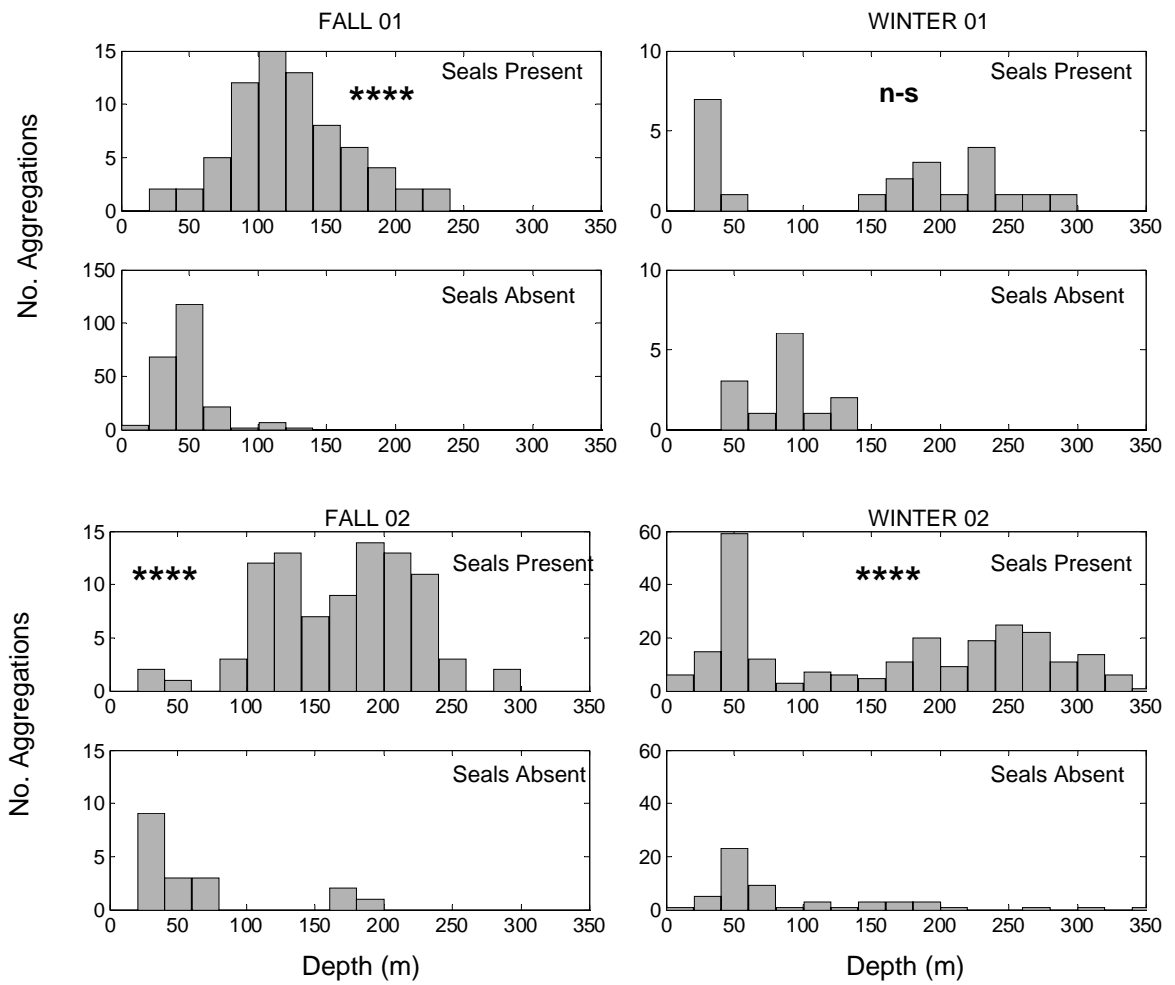 FALL 01
WINTER 01
No. Aggregations
15
10
5
0
Seals Present
****
0 50 100 150 200 250 300 350
10
5
0
Seals Present
n-s
0 50 100 150 200 250 300 350
150
100
50
0
Seals Absent
0 50 100 150 200 250 300 350
10
5
0
Seals Absent
0 50 100 150 200 250 300 350
FALL 02
WINTER 02
No. Aggregations
15
10
5
0
Seals Present
****
0 50 100 150 200 250 300 350
60
40
20
0
Seals Present
****
0 50 100 150 200 250 300 350
15
10
5
0
Seals Absent
0 50 100 150 200 250 300 350
Depth (m)
60
40
20
0
Seals Absent
0 50 100 150 200 250 300 350
Depth (m)